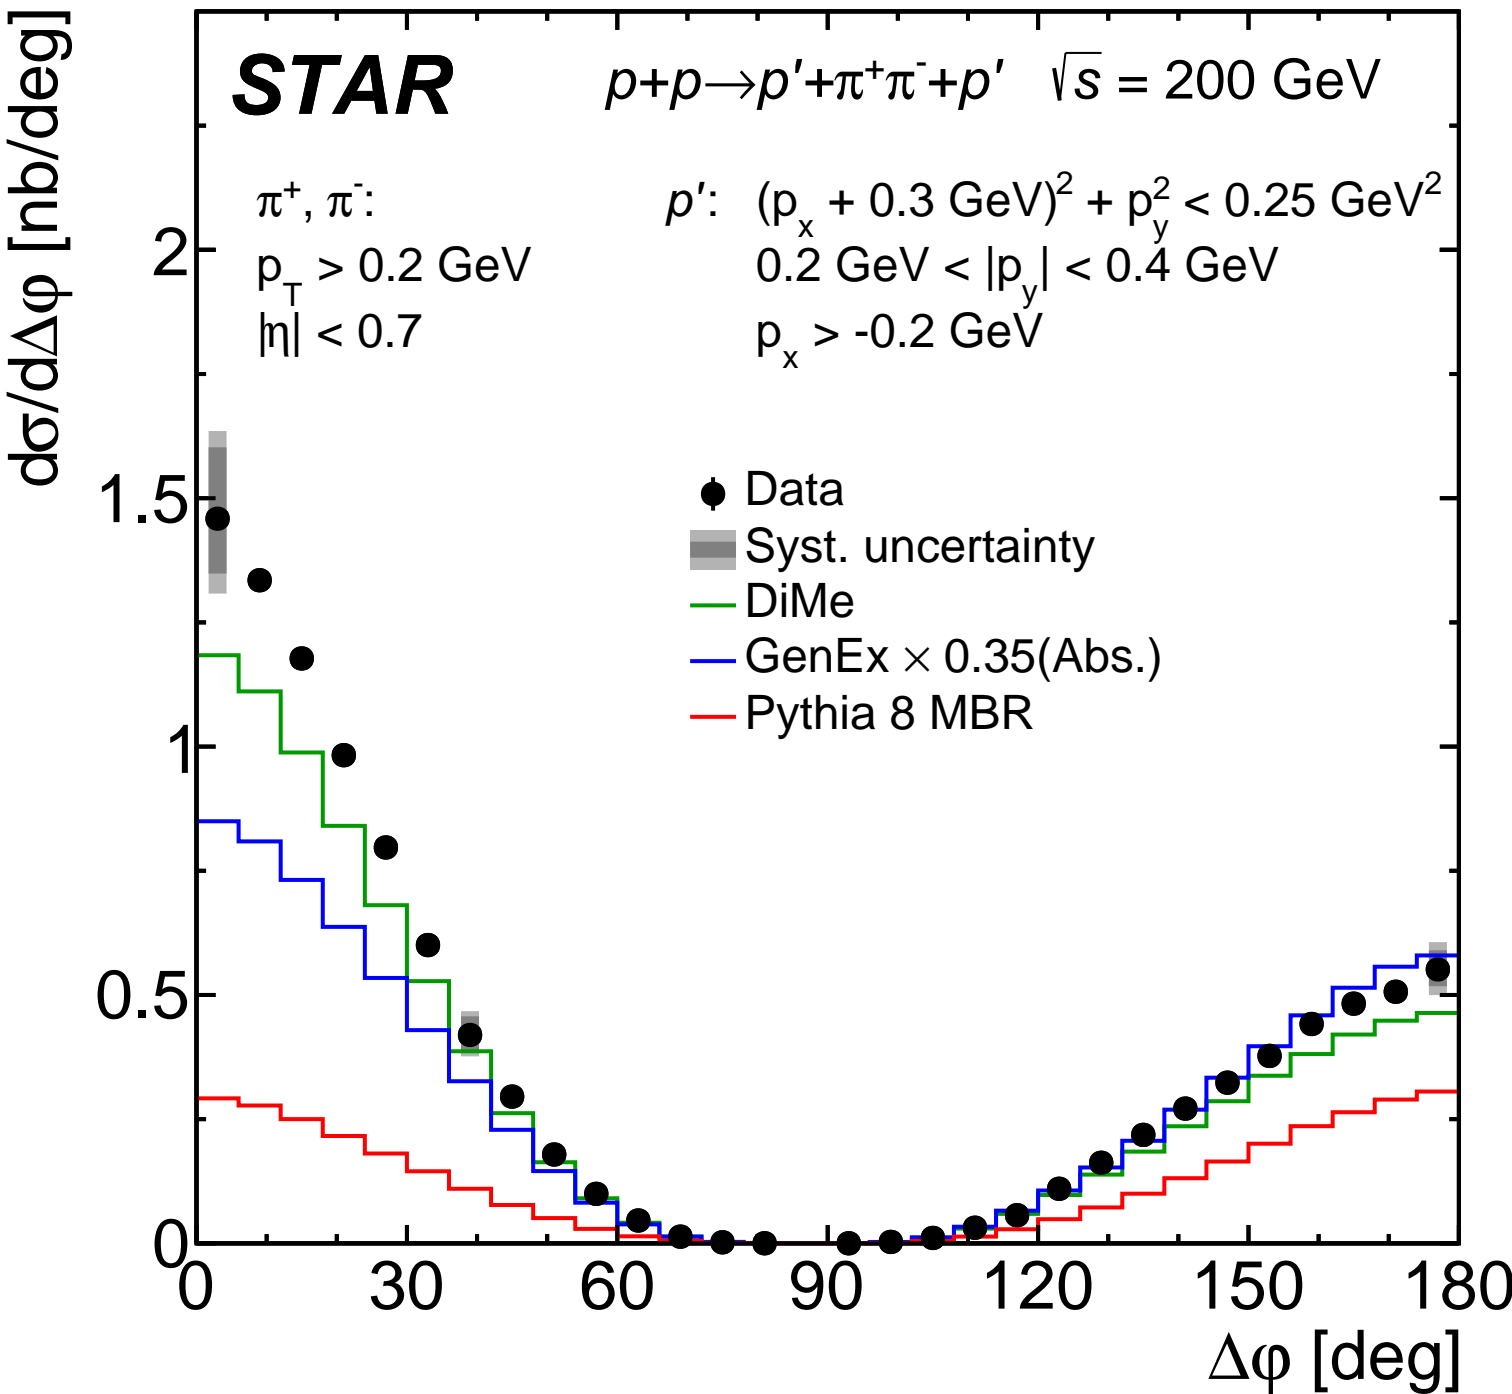 dσ/dΔφ [nb/deg]
STAR p+p→p′+π⁺π⁻+p′ √s = 200 GeV
π⁺, π⁻: p′: (pₓ + 0.3 GeV)² + p_y² < 0.25 GeV²
p_T > 0.2 GeV 0.2 GeV < |p_y| < 0.4 GeV
|η| < 0.7 pₓ > -0.2 GeV
Data
Syst. uncertainty
DiMe
GenEx × 0.35(Abs.)
Pythia 8 MBR
2
1.5
1
0.5
0
0 30 60 90 120 150 180
Δφ [deg]